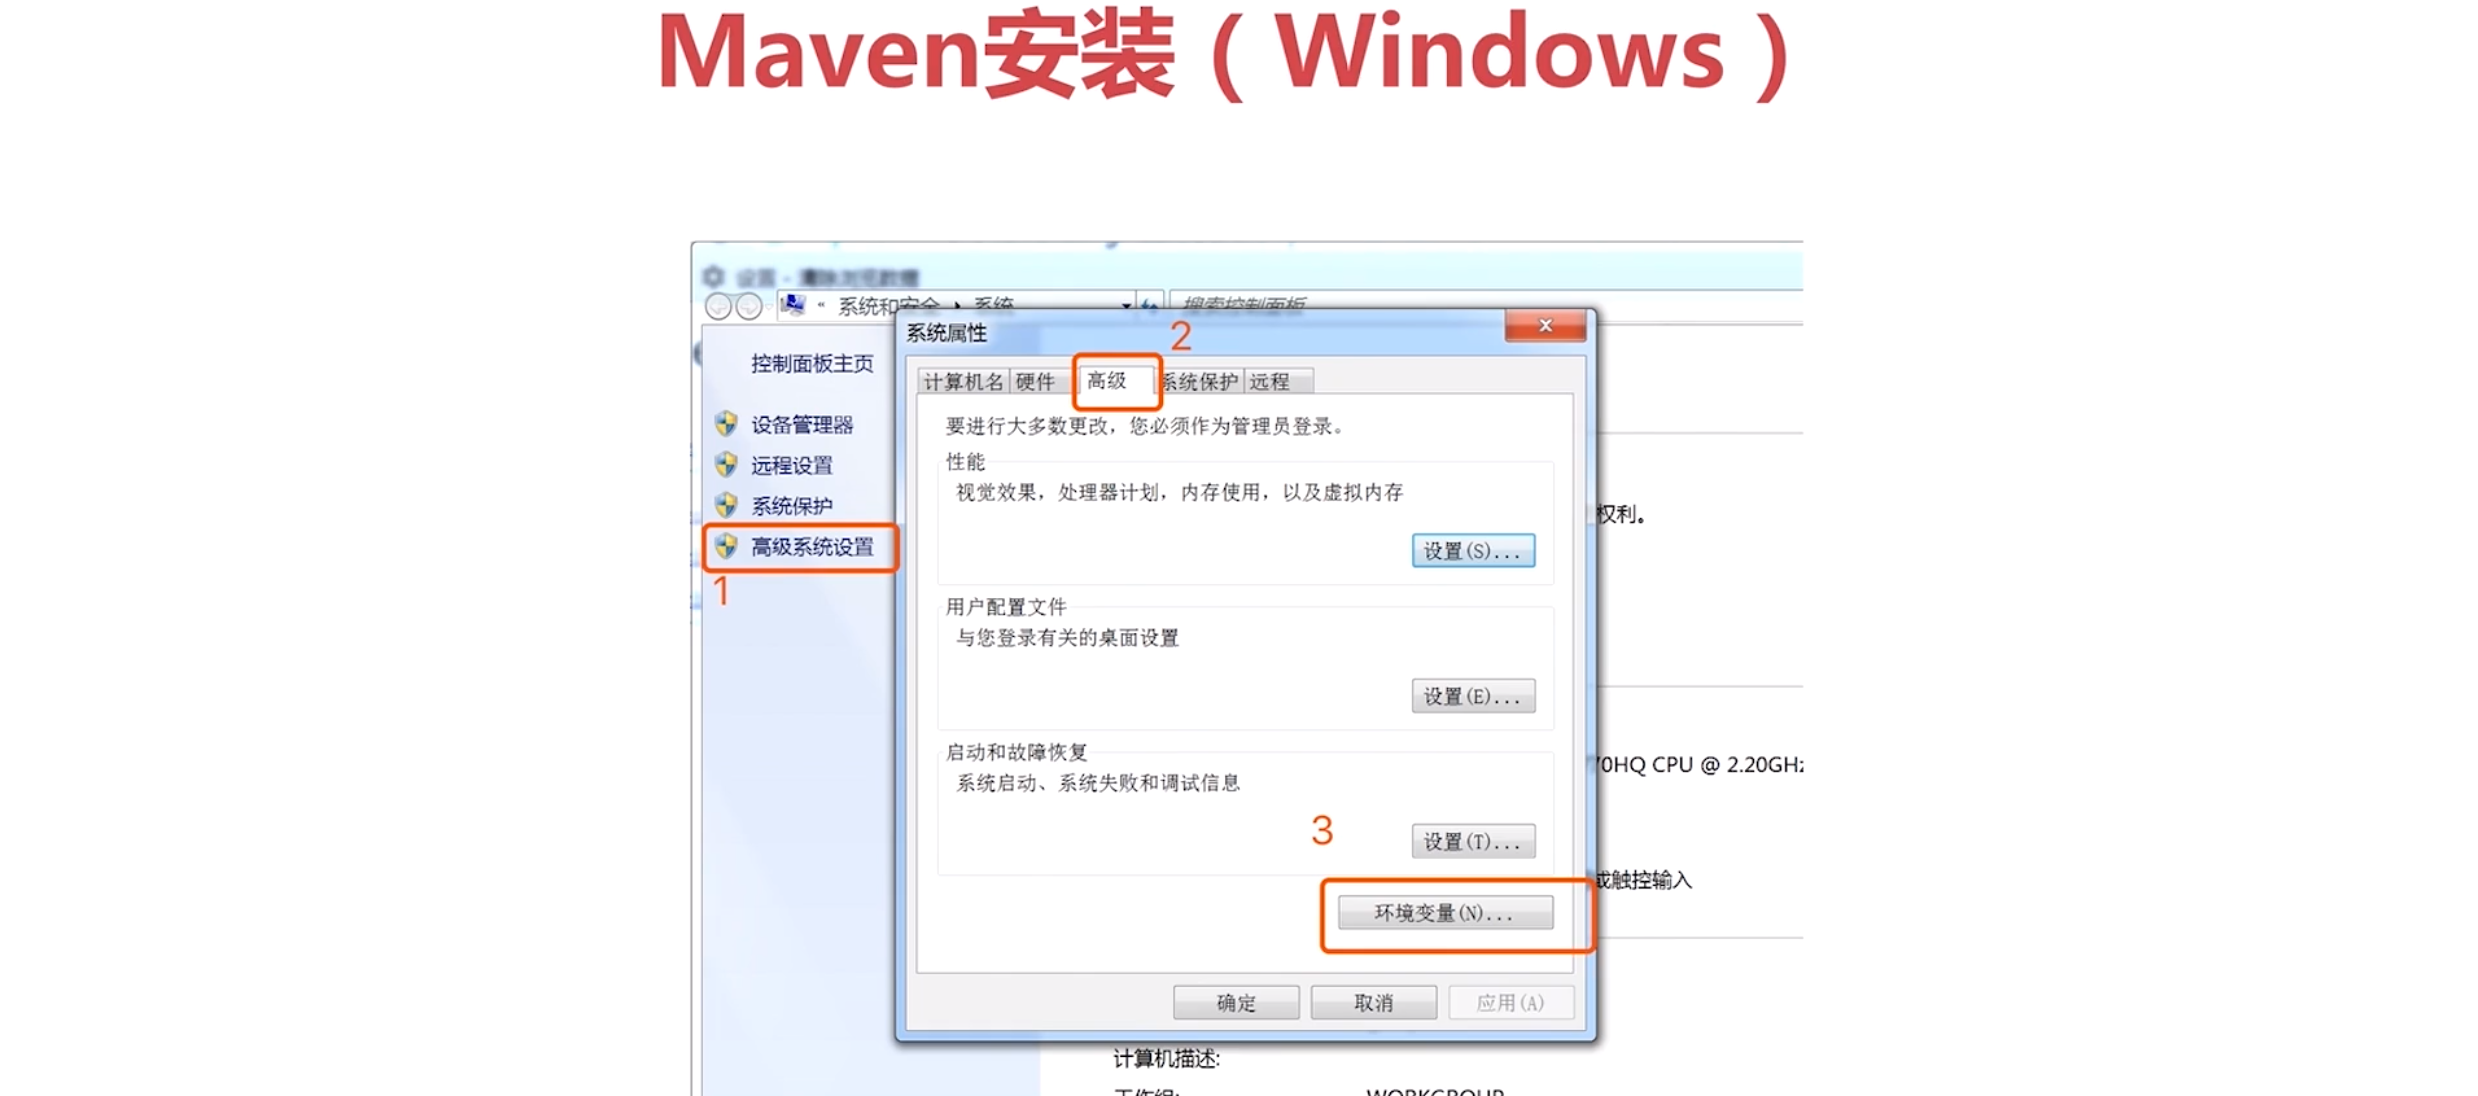 Maven安装（Windows）
« 系统和安全 ▸ 系统
搜索控制面板
系统属性
2
控制面板主页
计算机名 硬件 高级 系统保护 远程
设备管理器
要进行大多数更改，您必须作为管理员登录。
远程设置
性能
视觉效果，处理器计划，内存使用，以及虚拟内存
系统保护
权利。
高级系统设置
设置(S)...
1
用户配置文件
与您登录有关的桌面设置
设置(E)...
启动和故障恢复
70HQ CPU @ 2.20GHz
系统启动、系统失败和调试信息
3
设置(T)...
或触控输入
环境变量(N)...
确定 取消 应用(A)
计算机描述:
工作组: WORKGROUP